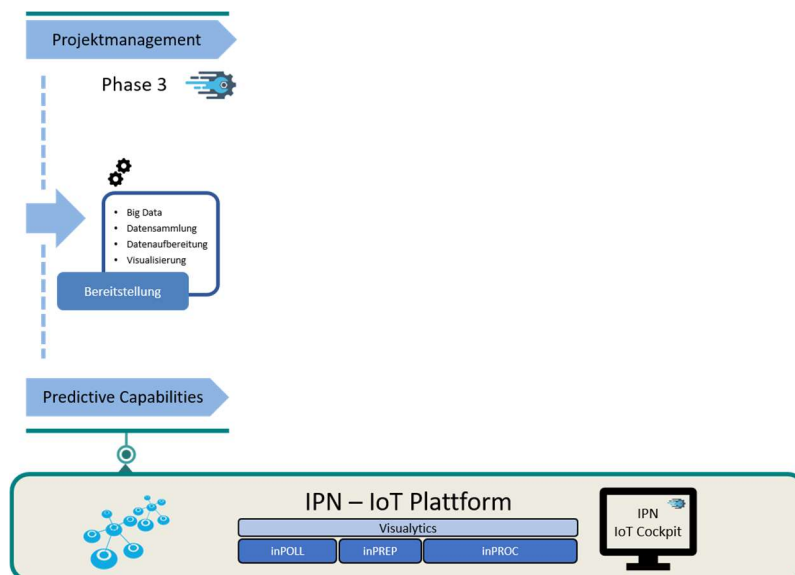 Projektmanagement
Phase 3
• Big Data
• Datensammlung
• Datenaufbereitung
• Visualisierung
Bereitstellung
Predictive Capabilities
IPN – IoT Plattform
Visualytics
inPOLL
inPREP
inPROC
IPN
IoT Cockpit